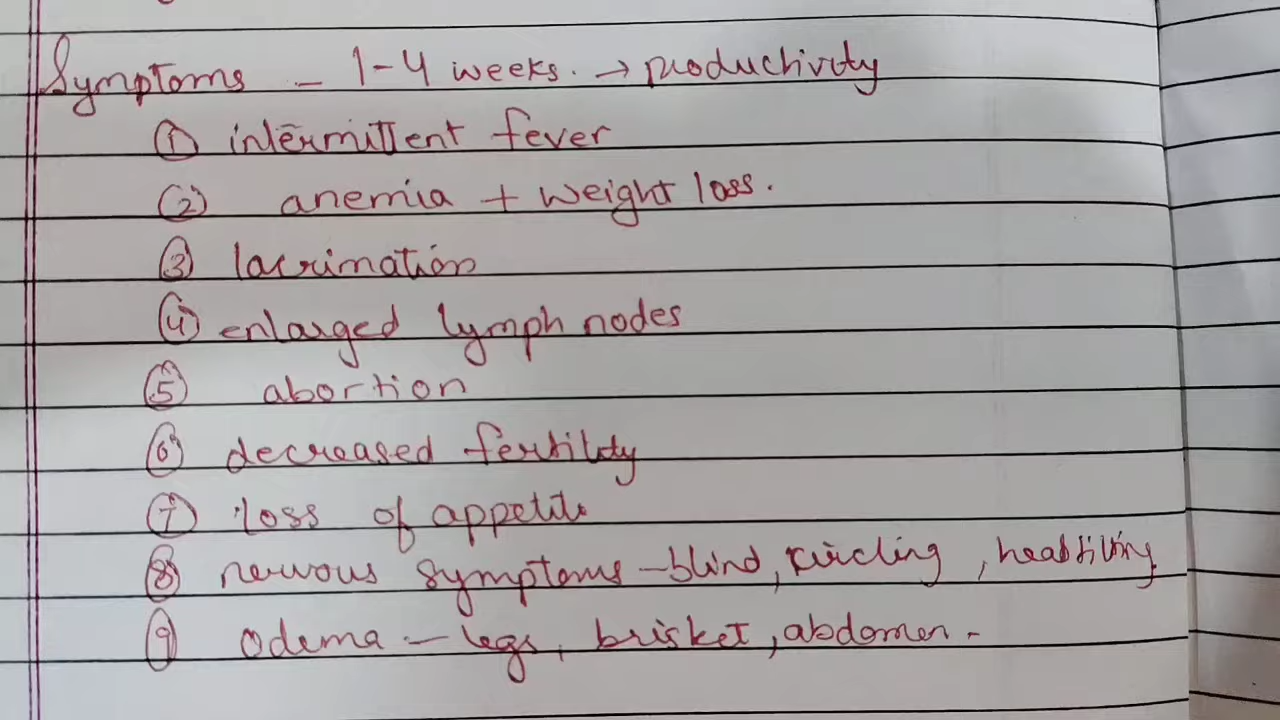 Symptoms - 1-4 weeks. → productivity
① intermittent fever
② anemia + weight loss.
③ lacrimation
④ enlarged lymph nodes
⑤ abortion
⑥ decreased fertility
⑦ loss of appetite
⑧ nervous symptoms - blind, circling, head tilting
⑨ odema - legs, brisket, abdomen -